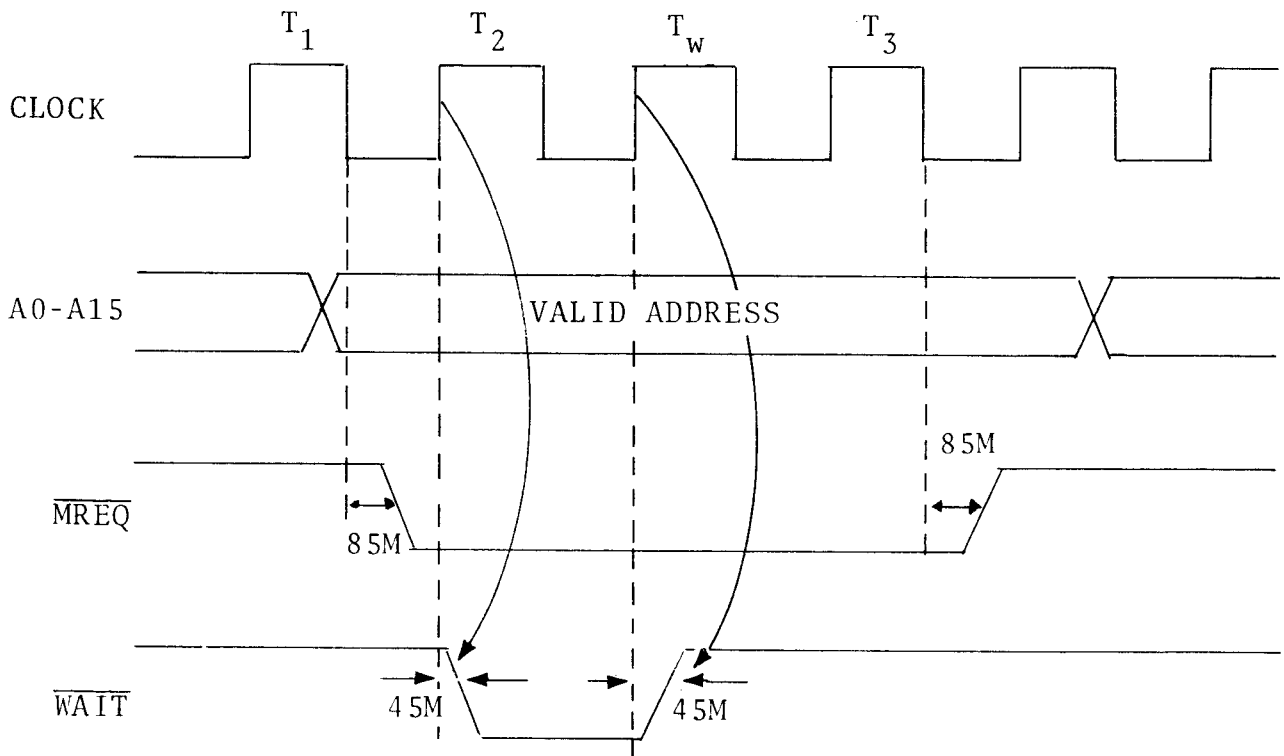 T1 T2 Tw T3
CLOCK
A0-A15 VALID ADDRESS
85M
MREQ
85M
WAIT 45M 45M